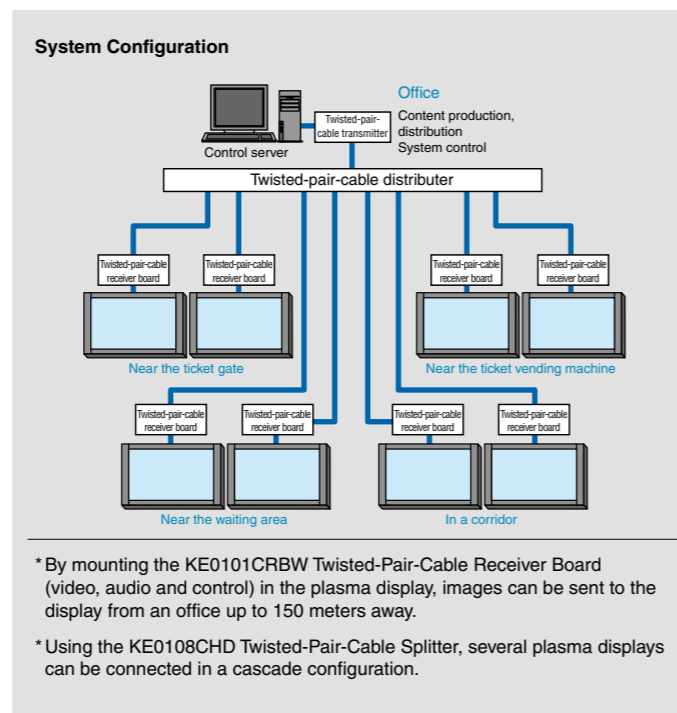 System Configuration
Office
Content production,
distribution
System control
Twisted-pair-
cable transmitter
Control server
Twisted-pair-cable distributer
Twisted-pair-cable
receiver board
Twisted-pair-cable
receiver board
Twisted-pair-cable
receiver board
Twisted-pair-cable
receiver board
Near the ticket gate
Near the ticket vending machine
Twisted-pair-cable
receiver board
Twisted-pair-cable
receiver board
Twisted-pair-cable
receiver board
Twisted-pair-cable
receiver board
Near the waiting area
In a corridor
* By mounting the KE0101CRBW Twisted-Pair-Cable Receiver Board
(video, audio and control) in the plasma display, images can be sent to the
display from an office up to 150 meters away.
* Using the KE0108CHD Twisted-Pair-Cable Splitter, several plasma displays
can be connected in a cascade configuration.